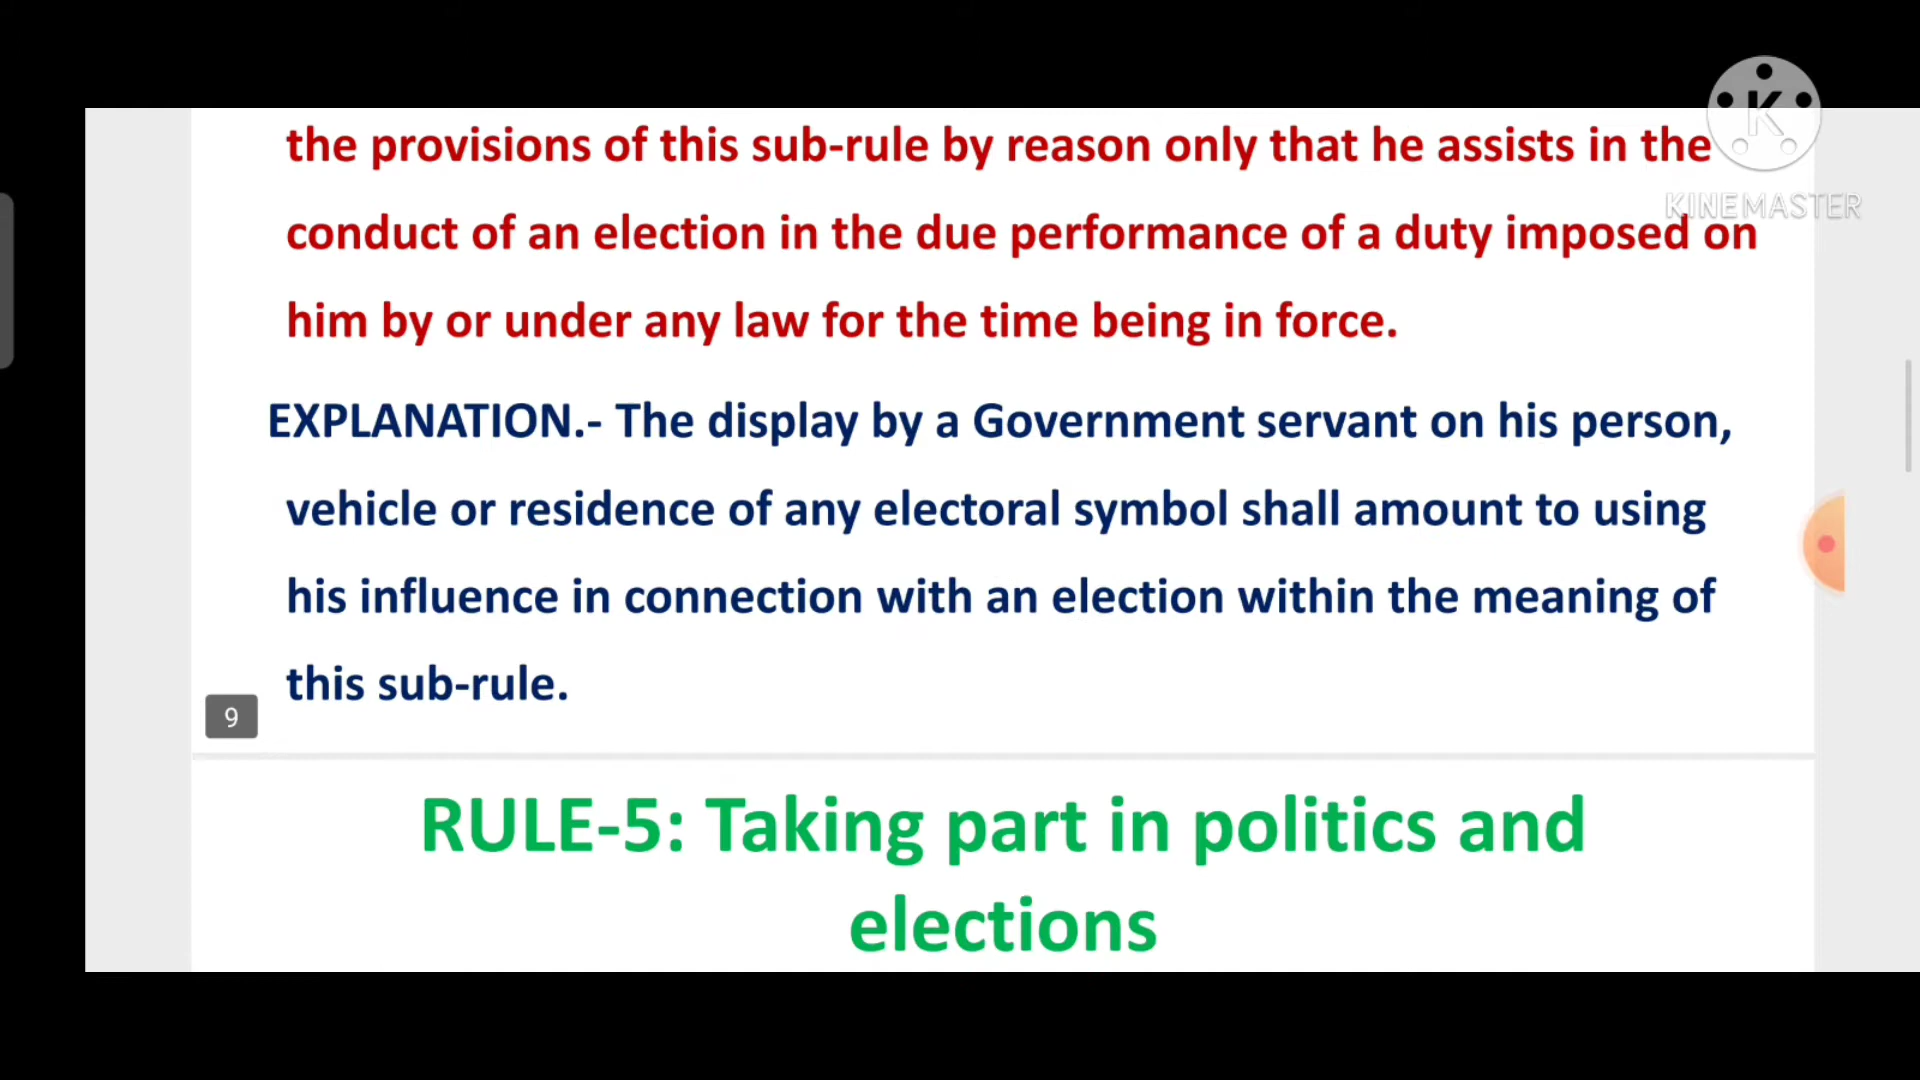 the provisions of this sub-rule by reason only that he assists in the
conduct of an election in the due performance of a duty imposed on
him by or under any law for the time being in force.
EXPLANATION.- The display by a Government servant on his person,
vehicle or residence of any electoral symbol shall amount to using
his influence in connection with an election within the meaning of
this sub-rule.
9
RULE-5: Taking part in politics and
elections
K
KINEMASTER